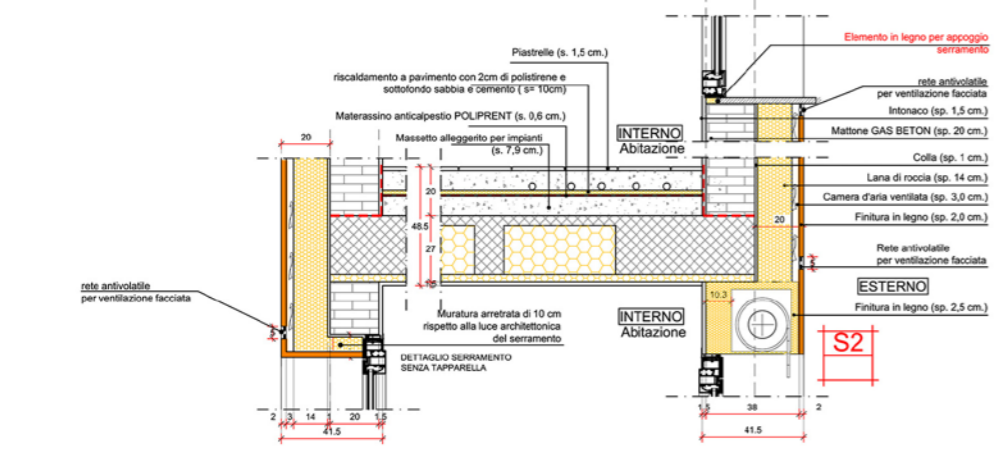 Elemento in legno per appoggio
serramento
Piastrelle (s. 1,5 cm.)
riscaldamento a pavimento con 2cm di polistirene e
sottofondo sabbia e cemento ( s= 10cm)
Materassino anticalpestio POLIPRENT (s. 0,6 cm.)
Massetto alleggerito per impianti
(s. 7,9 cm.)
INTERNO
Abitazione
rete antivolatile
per ventilazione facciata
Intonaco (sp. 1,5 cm.)
Mattone GAS BETON (sp. 20 cm.)
Colla (sp. 1 cm.)
Lana di roccia (sp. 14 cm.)
Camera d'aria ventilata (sp. 3,0 cm.)
Finitura in legno (sp. 2,0 cm.)
Rete antivolatile
per ventilazione facciata
ESTERNO
Finitura in legno (sp. 2,5 cm.)
S2
20
20
48.5
27
1.5
20
10.3
rete antivolatile
per ventilazione facciata
Muratura arretrata di 10 cm
rispetto alla luce architettonica
del serramento
INTERNO
Abitazione
DETTAGLIO SERRAMENTO
SENZA TAPPARELLA
2 3 14 1 20 1.5
41.5
1.5 38 2
41.5